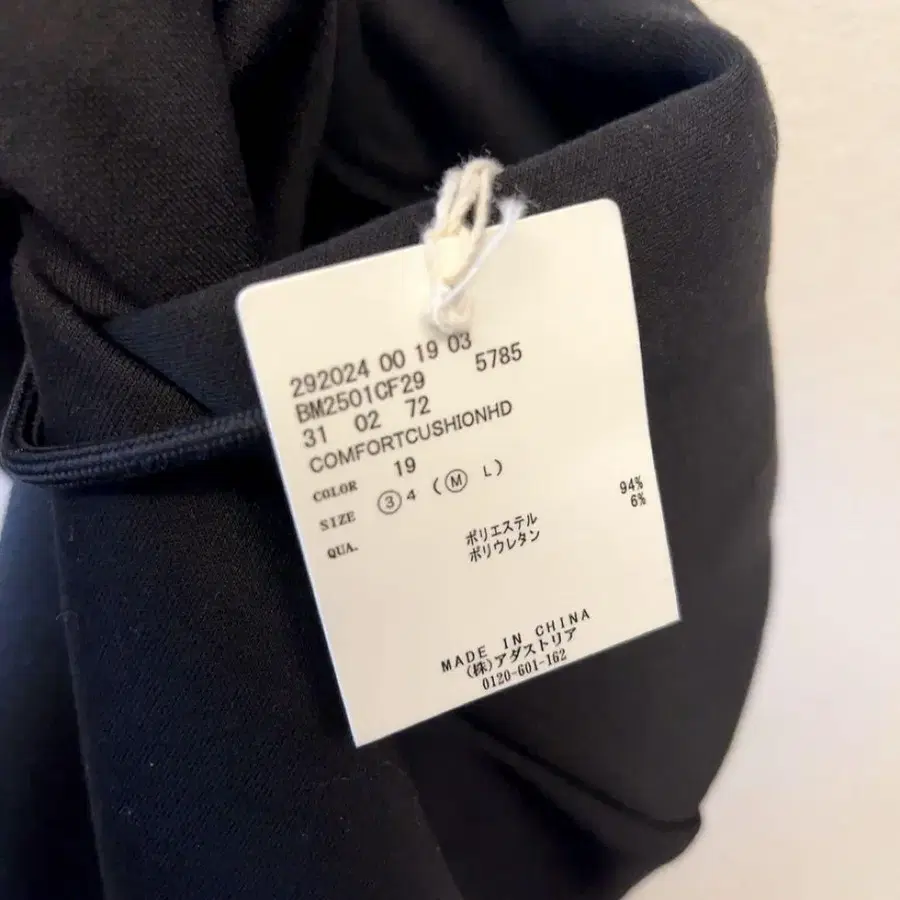 292024 00 19 03
BM2501CF29 5785
31 02 72
COMFORTCUSHIONHD
COLOR 19
SIZE ③ 4 ( Ⓜ L )
QUA.
ポリエステル 94%
ポリウレタン 6%
MADE IN CHINA
(株)アダストリア
0120-601-162